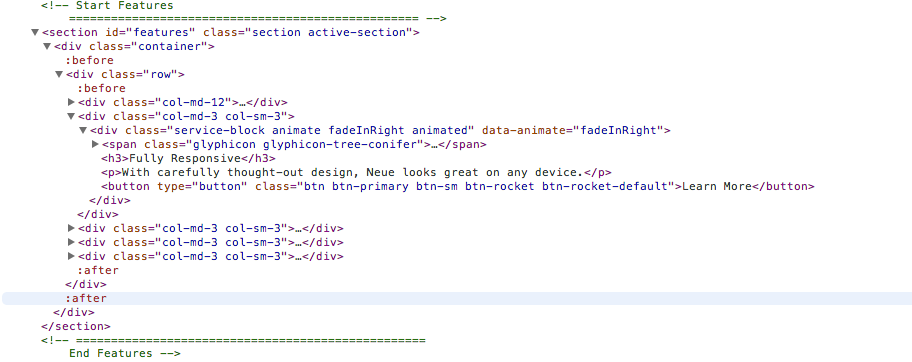 <!-- Start Features
================================================== -->
<section id="features" class="section active-section">
<div class="container">
:before
<div class="row">
:before
<div class="col-md-12">…</div>
<div class="col-md-3 col-sm-3">
<div class="service-block animate fadeInRight animated" data-animate="fadeInRight">
<span class="glyphicon glyphicon-tree-conifer">…</span>
<h3>Fully Responsive</h3>
<p>With carefully thought-out design, Neue looks great on any device.</p>
<button type="button" class="btn btn-primary btn-sm btn-rocket btn-rocket-default">Learn More</button>
</div>
</div>
<div class="col-md-3 col-sm-3">…</div>
<div class="col-md-3 col-sm-3">…</div>
<div class="col-md-3 col-sm-3">…</div>
:after
</div>
:after
</div>
</section>
<!-- ==================================================
End Features -->